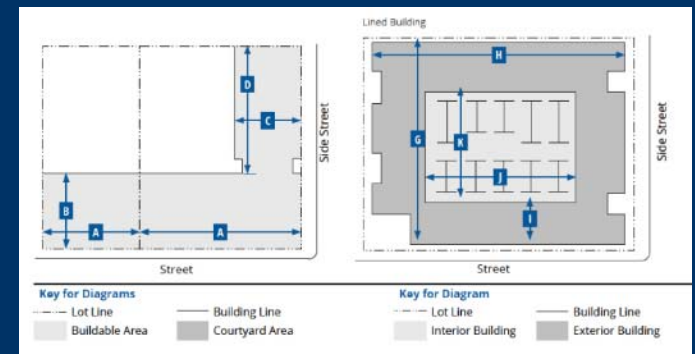 Lined Building
D
C
B
A
A
Side Street
Street
H
G
K
J
I
Side Street
Street
Key for Diagrams
Lot Line
Building Line
Buildable Area
Courtyard Area
Key for Diagram
Lot Line
Building Line
Interior Building
Exterior Building